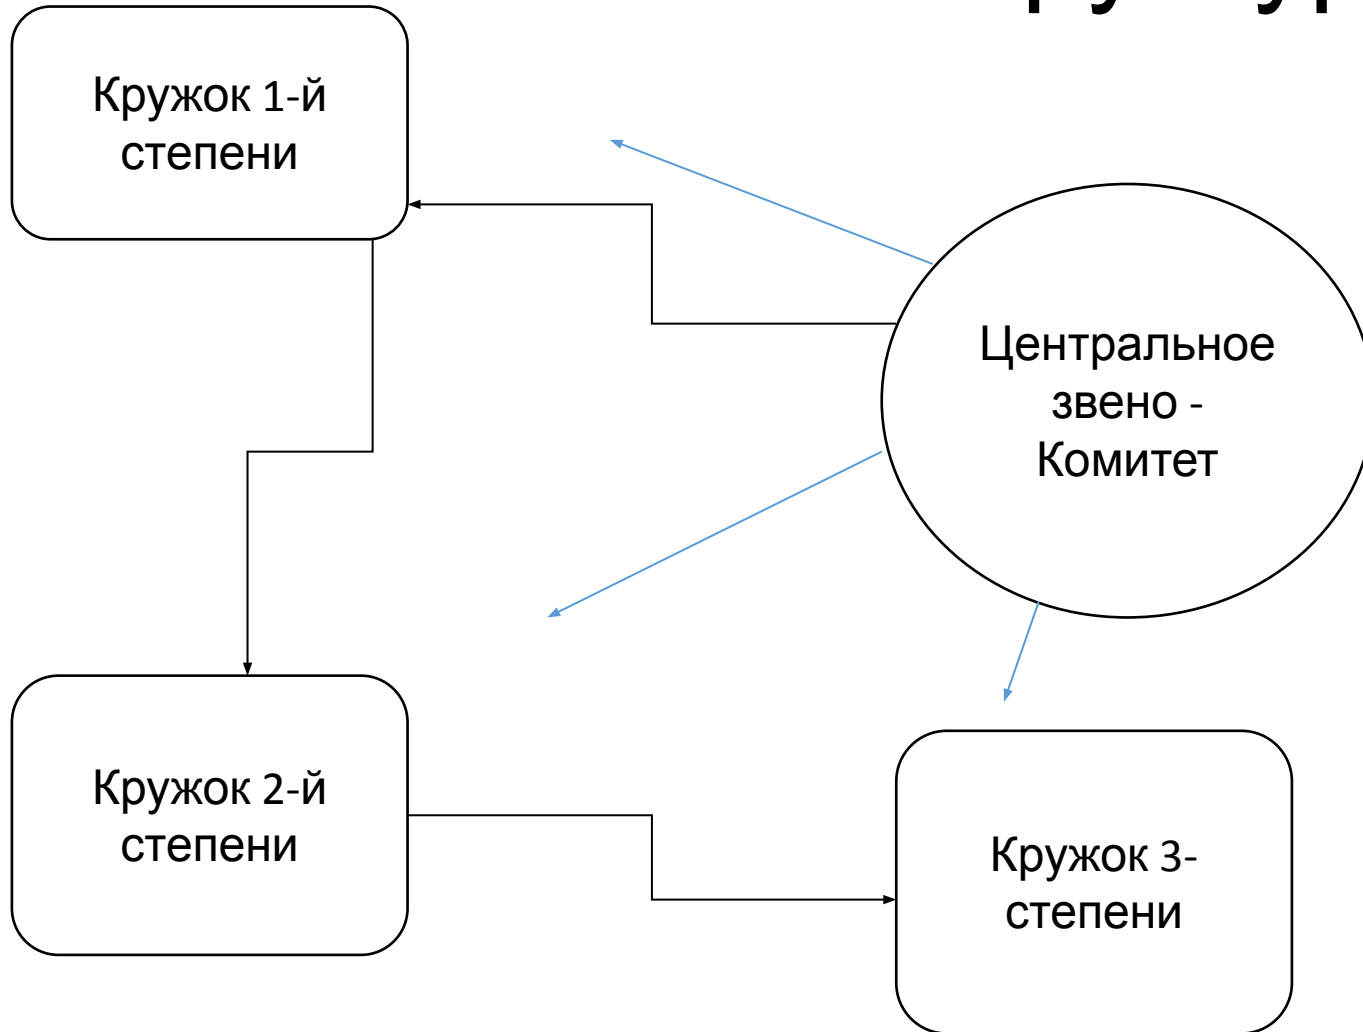 Кружок 1-й
степени
Центральное
звено -
Комитет
Кружок 2-й
степени
Кружок 3-
степени